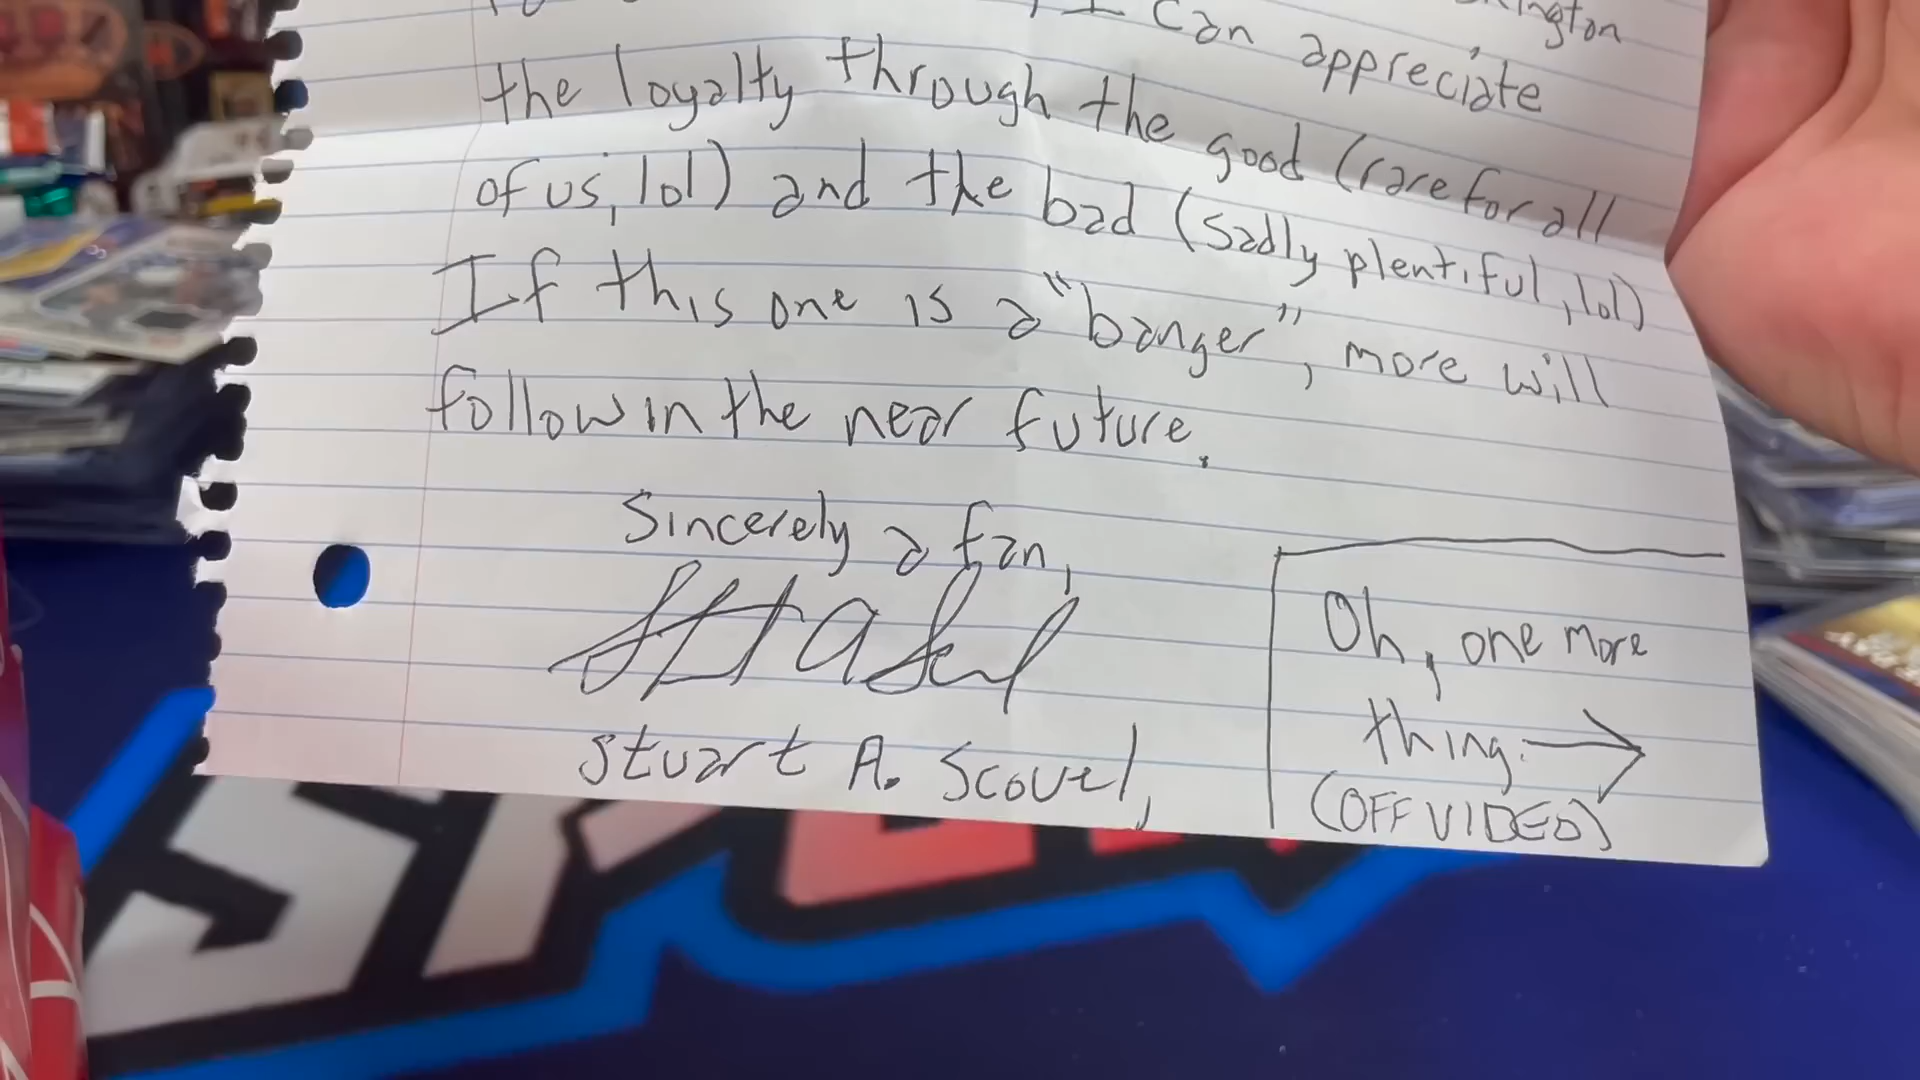 I can appreciate
the loyalty through the good (rare for all
of us, lol) and the bad (sadly plentiful, lol)
If this one is a "banger", more will
follow in the near future.
Sincerely a fan,
Stuart A. Scovel,
Oh, one more
thing. →
(OFF VIDEO)